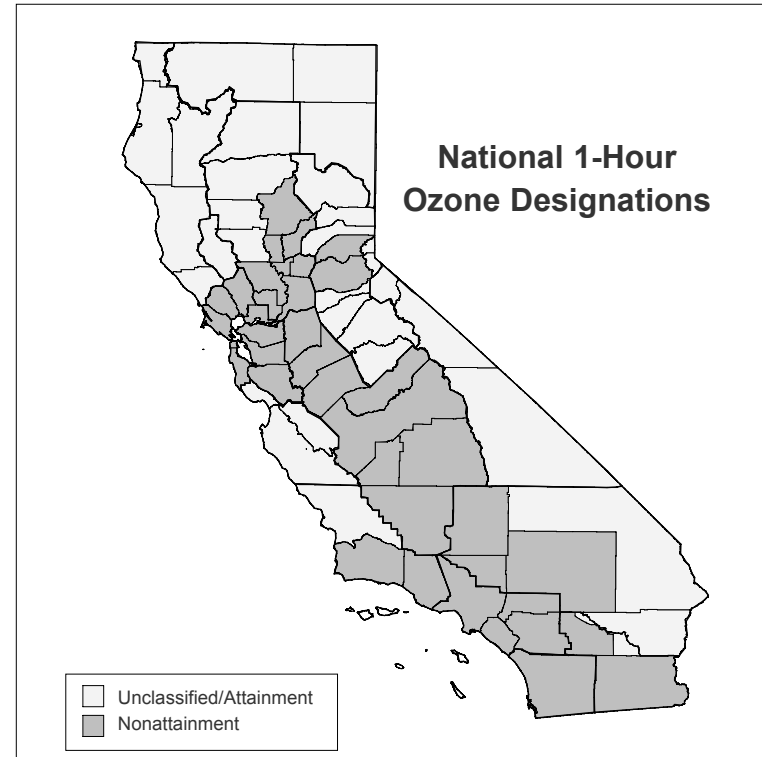 National 1-Hour
Ozone Designations
Unclassified/Attainment
Nonattainment